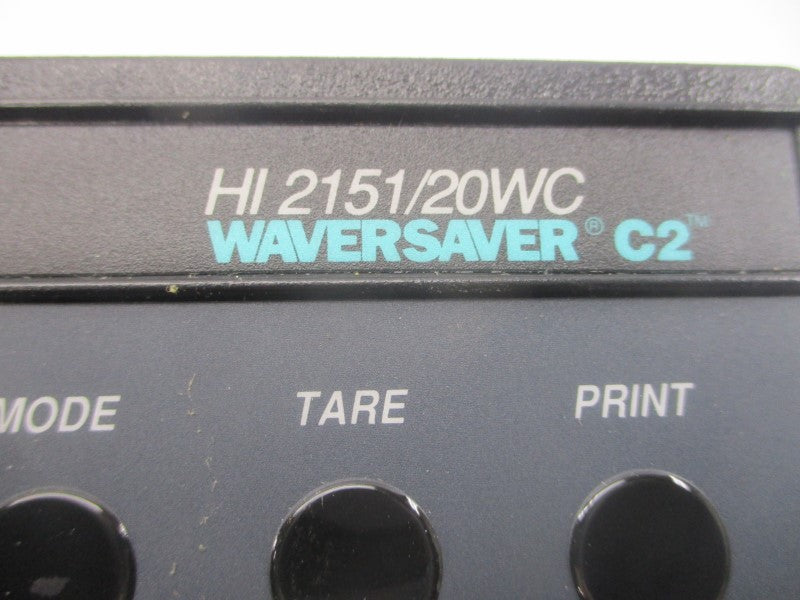 HI 2151/20WC
WAVERSAVER® C2™
MODE TARE PRINT